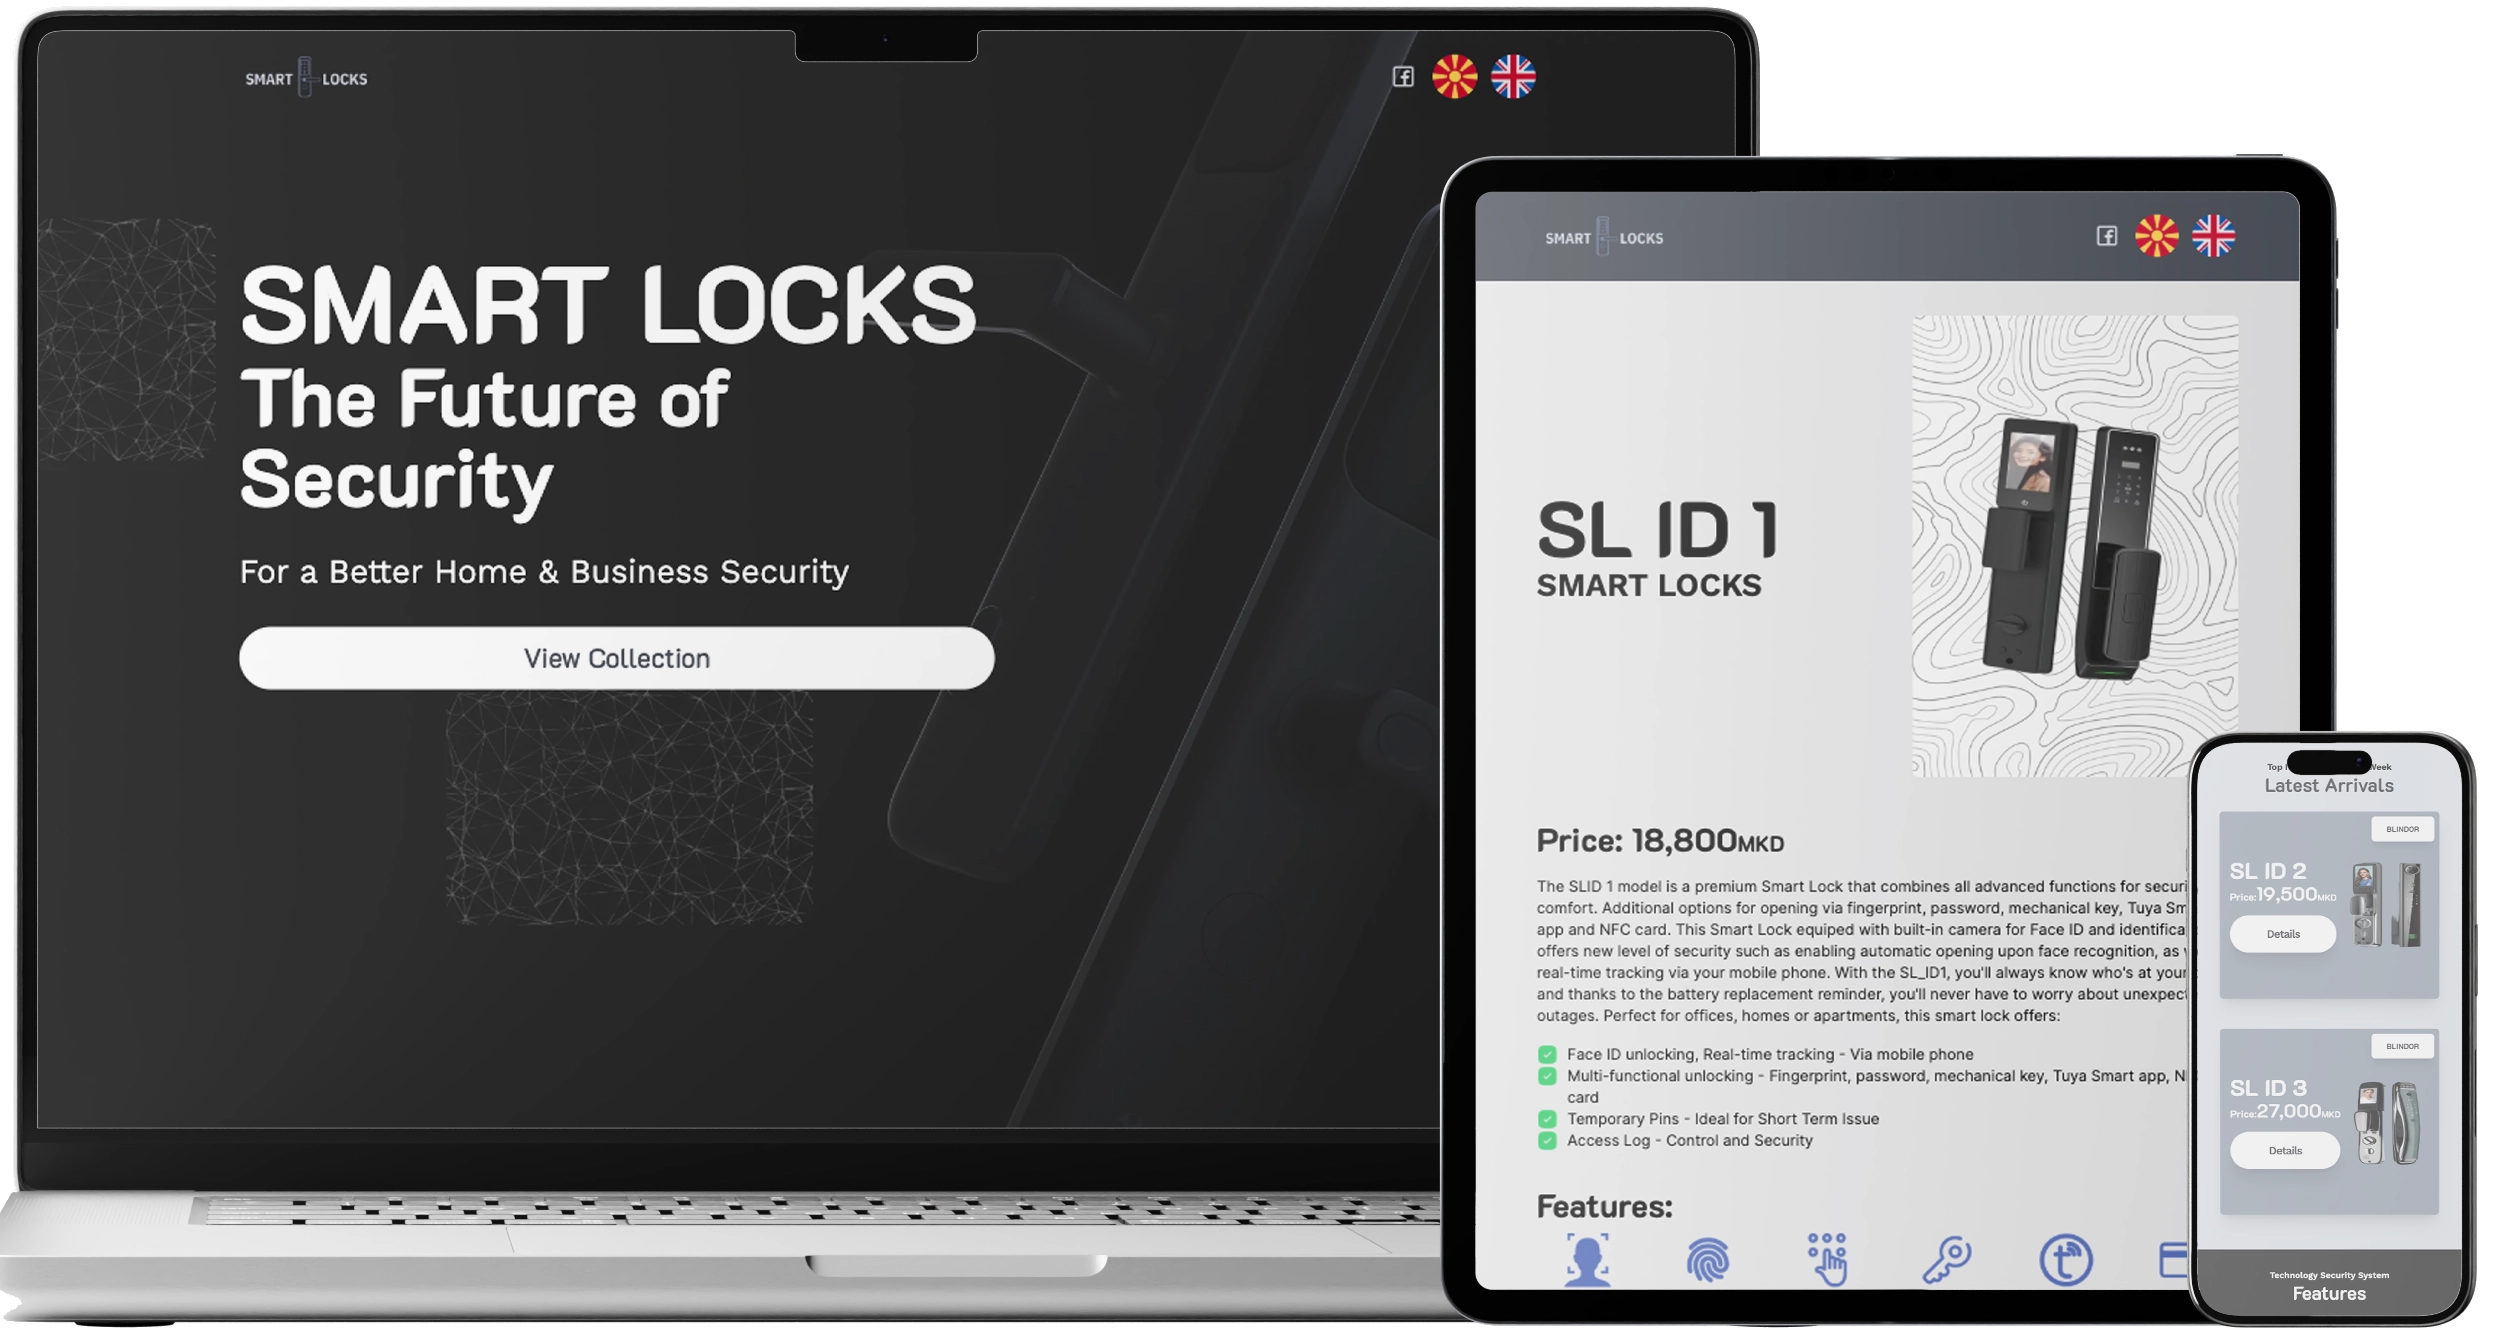 SMART LOCKS
SMART LOCKS
The Future of
Security
For a Better Home & Business Security
View Collection
SMART LOCKS
SL ID 1
SMART LOCKS
Price: 18,800MKD
The SLID 1 model is a premium Smart Lock that combines all advanced functions for securi
comfort. Additional options for opening via fingerprint, password, mechanical key, Tuya Sm
app and NFC card. This Smart Lock equiped with built-in camera for Face ID and identifica
offers new level of security such as enabling automatic opening upon face recognition, as
real-time tracking via your mobile phone. With the SL_ID1, you'll always know who's at your
and thanks to the battery replacement reminder, you'll never have to worry about unexpect
outages. Perfect for offices, homes or apartments, this smart lock offers:
Face ID unlocking, Real-time tracking - Via mobile phone
Multi-functional unlocking - Fingerprint, password, mechanical key, Tuya Smart app, N
card
Temporary Pins - Ideal for Short Term Issue
Access Log - Control and Security
Features:
Top Week
Latest Arrivals
BLINDOR
SL ID 2
Price:19,500MKD
Details
BLINDOR
SL ID 3
Price:27,000MKD
Details
Technology Security System
Features